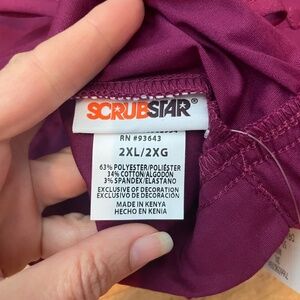 SCRUBSTAR®
RN #93643
2XL/2XG
63% POLYESTER/POLIÉSTER
34% COTTON/ALGODÓN
3% SPANDEX/ELASTANO
EXCLUSIVE OF DECORATION
EXCLUSIVO DE DECORACIÓN
MADE IN KENYA
HECHO EN KENIA